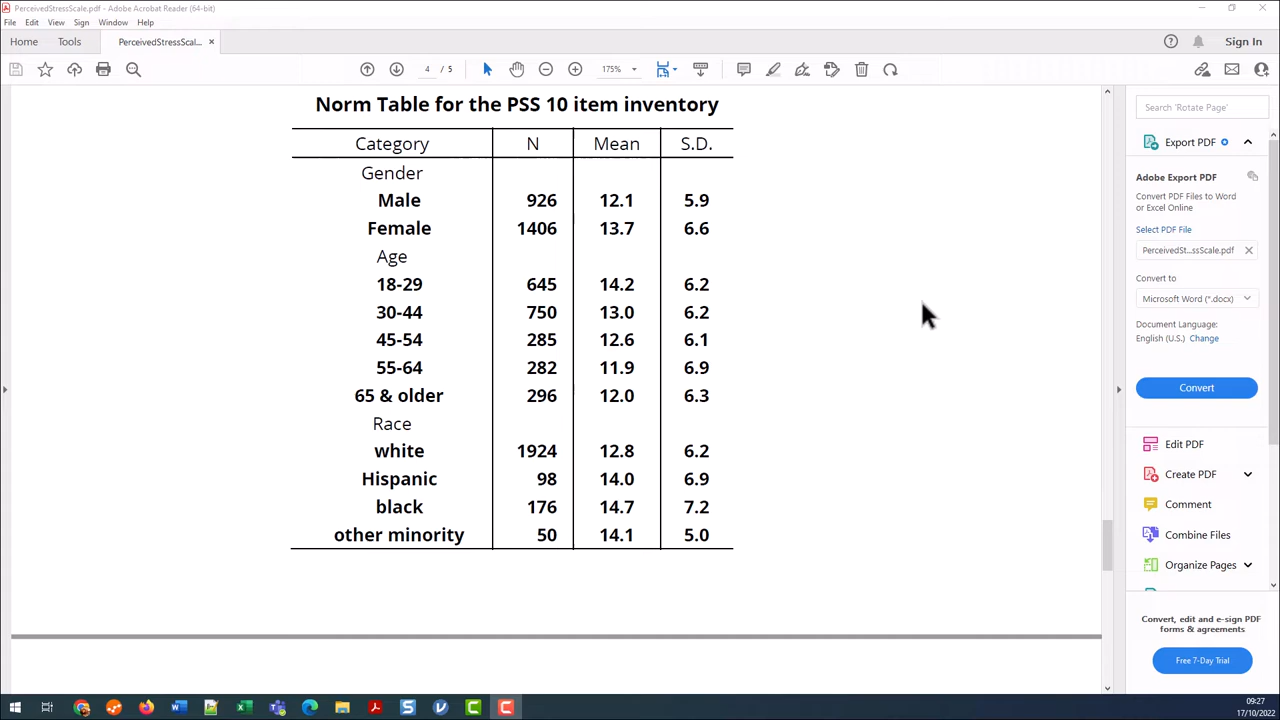 PerceivedStressScale.pdf - Adobe Acrobat Reader (64-bit)
File Edit View Sign Window Help
Home Tools PerceivedStressScal... × Sign In
4 / 5 175%
Norm Table for the PSS 10 item inventory
Category N Mean S.D.
Gender
Male 926 12.1 5.9
Female 1406 13.7 6.6
Age
18-29 645 14.2 6.2
30-44 750 13.0 6.2
45-54 285 12.6 6.1
55-64 282 11.9 6.9
65 & older 296 12.0 6.3
Race
white 1924 12.8 6.2
Hispanic 98 14.0 6.9
black 176 14.7 7.2
other minority 50 14.1 5.0
Search 'Rotate Page'
Export PDF
Adobe Export PDF
Convert PDF Files to Word
or Excel Online
Select PDF File
PerceivedSt...ssScale.pdf
Convert to
Microsoft Word (*.docx)
Document Language:
English (U.S.) Change
Convert
Edit PDF
Create PDF
Comment
Combine Files
Organize Pages
Convert, edit and e-sign PDF
forms & agreements
Free 7-Day Trial
09:27
17/10/2022